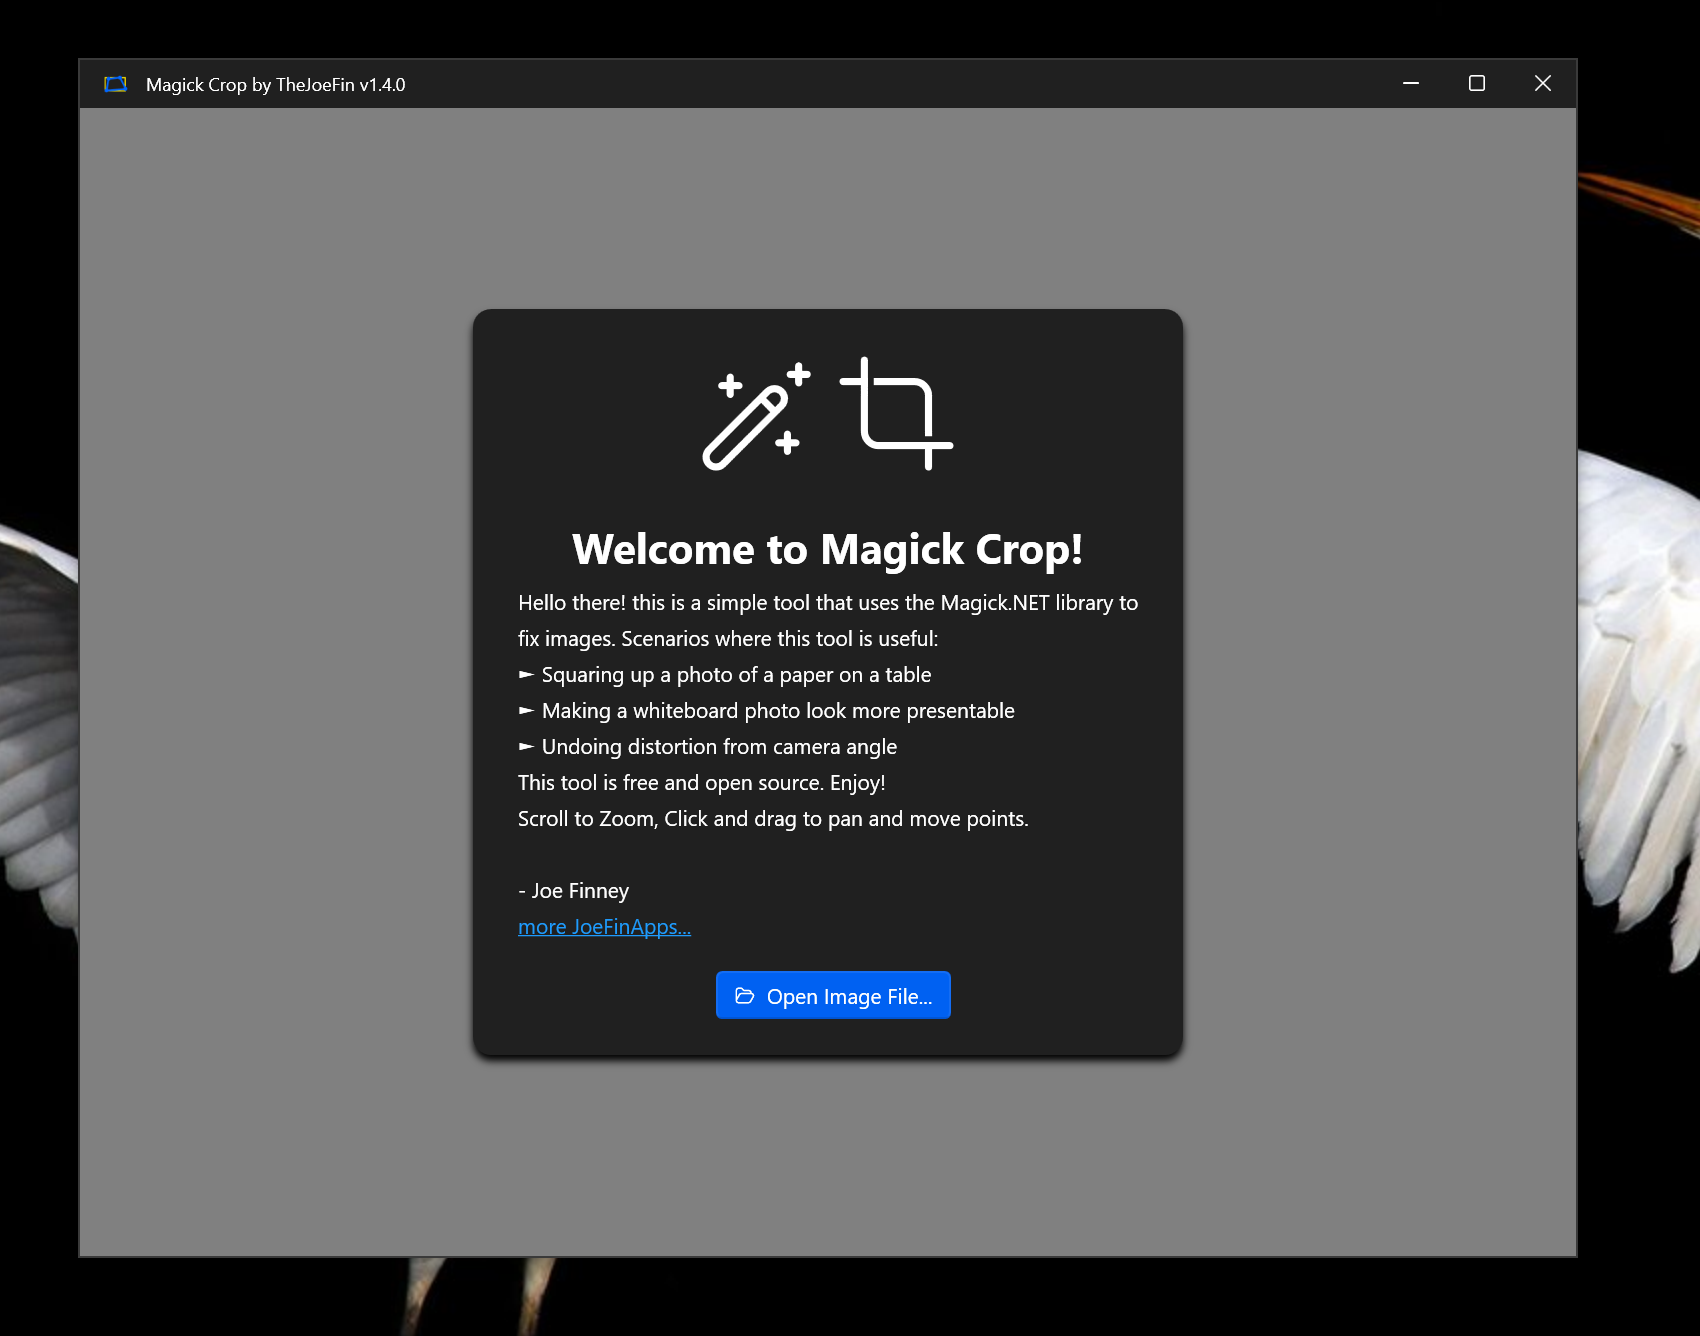 Magick Crop by TheJoeFin v1.4.0
Welcome to Magick Crop!
Hello there! this is a simple tool that uses the Magick.NET library to
fix images. Scenarios where this tool is useful:
► Squaring up a photo of a paper on a table
► Making a whiteboard photo look more presentable
► Undoing distortion from camera angle
This tool is free and open source. Enjoy!
Scroll to Zoom, Click and drag to pan and move points.
- Joe Finney
more JoeFinApps...
Open Image File...